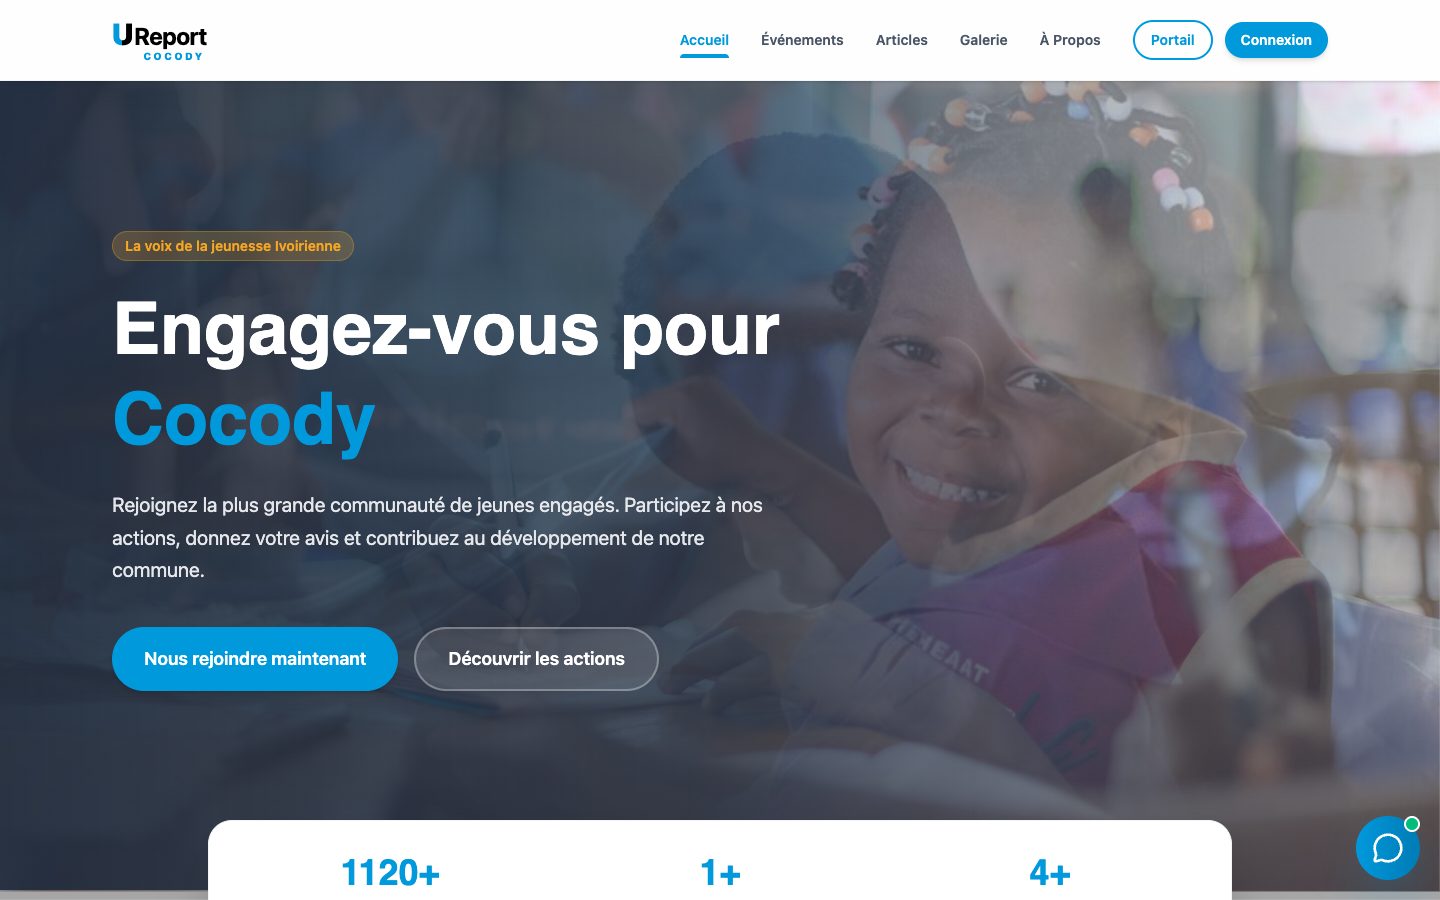 UReport
COCODY
Accueil
Événements
Articles
Galerie
À Propos
Portail
Connexion
La voix de la jeunesse Ivoirienne
Engagez-vous pour
Cocody
Rejoignez la plus grande communauté de jeunes engagés. Participez à nos
actions, donnez votre avis et contribuez au développement de notre
commune.
Nous rejoindre maintenant
Découvrir les actions
1120+
1+
4+